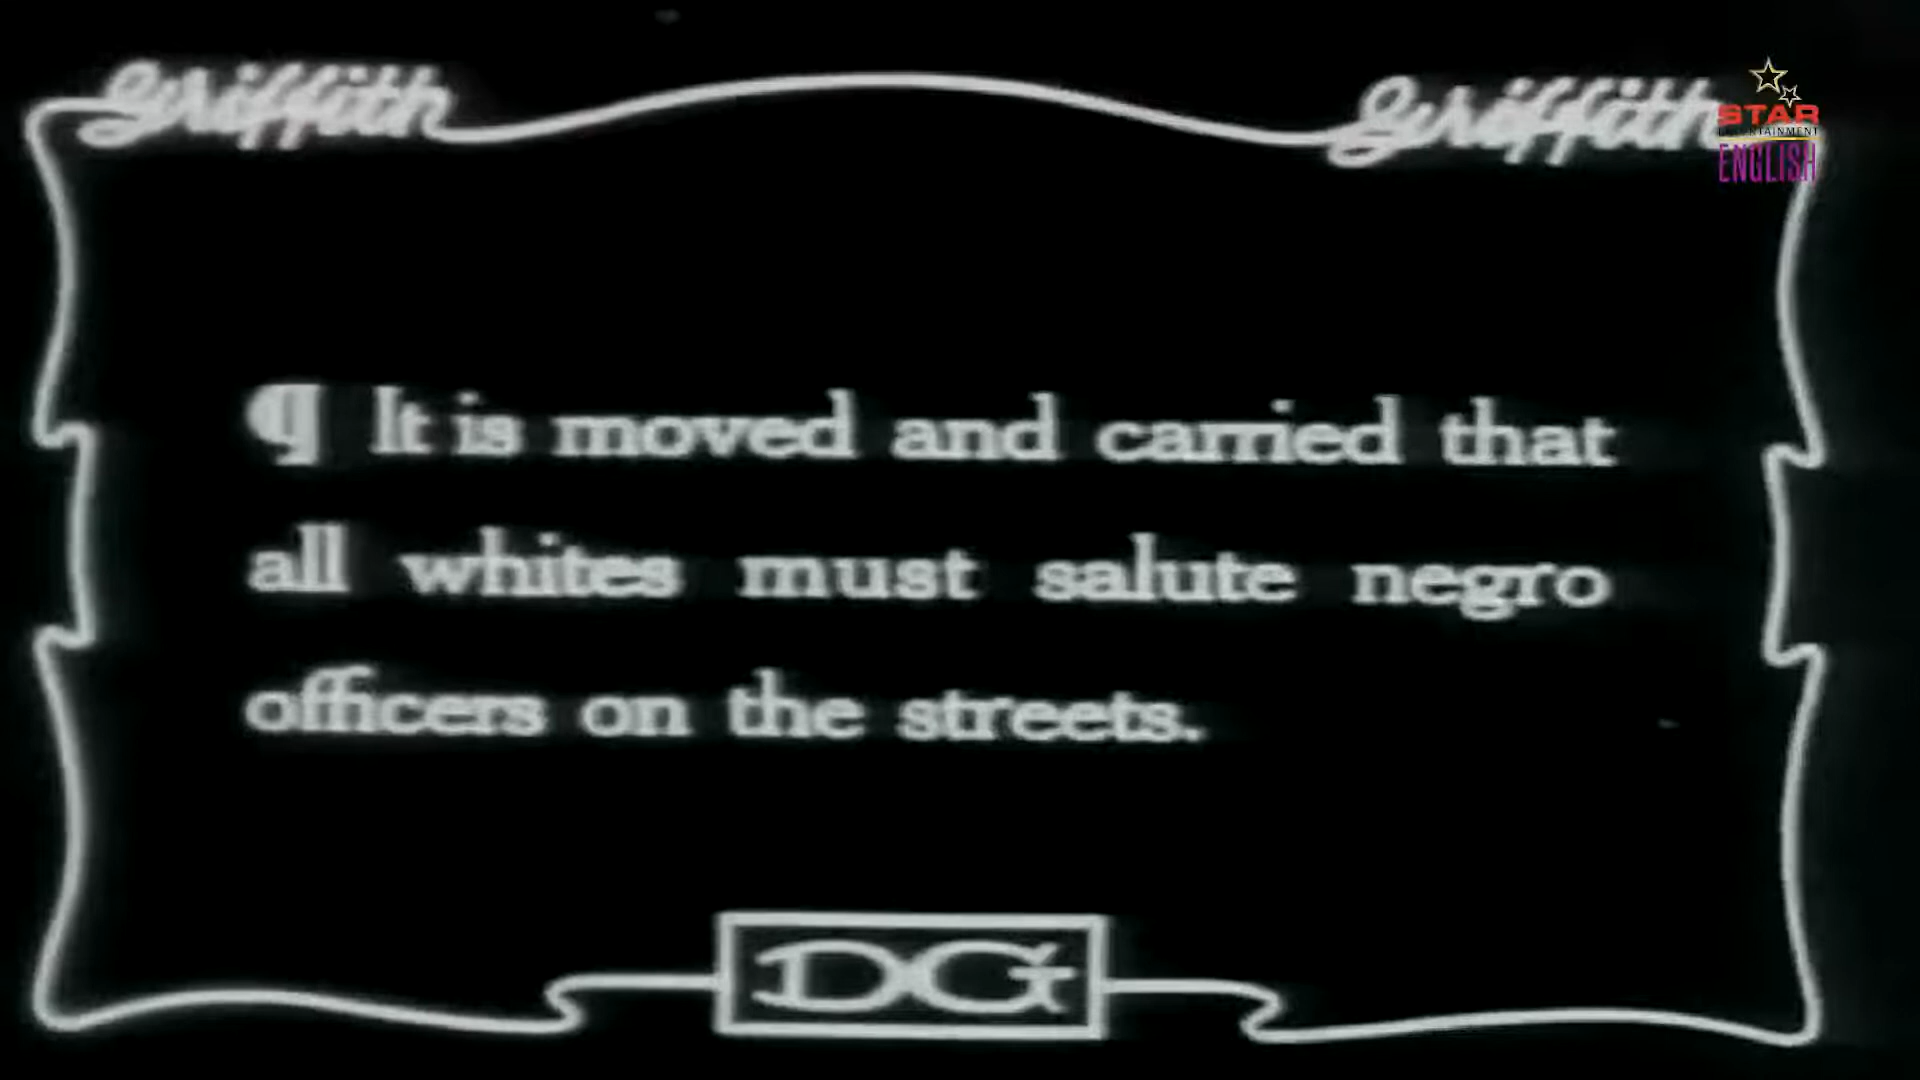 Griffith Griffith
STAR
ENTERTAINMENT
ENGLISH
¶ It is moved and carried that
all whites must salute negro
officers on the streets.
DG